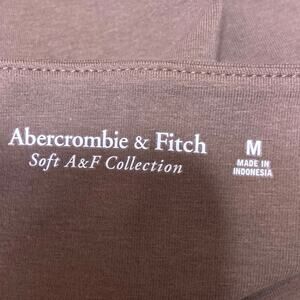 Abercrombie & Fitch
Soft A&F Collection
M
MADE IN
INDONESIA